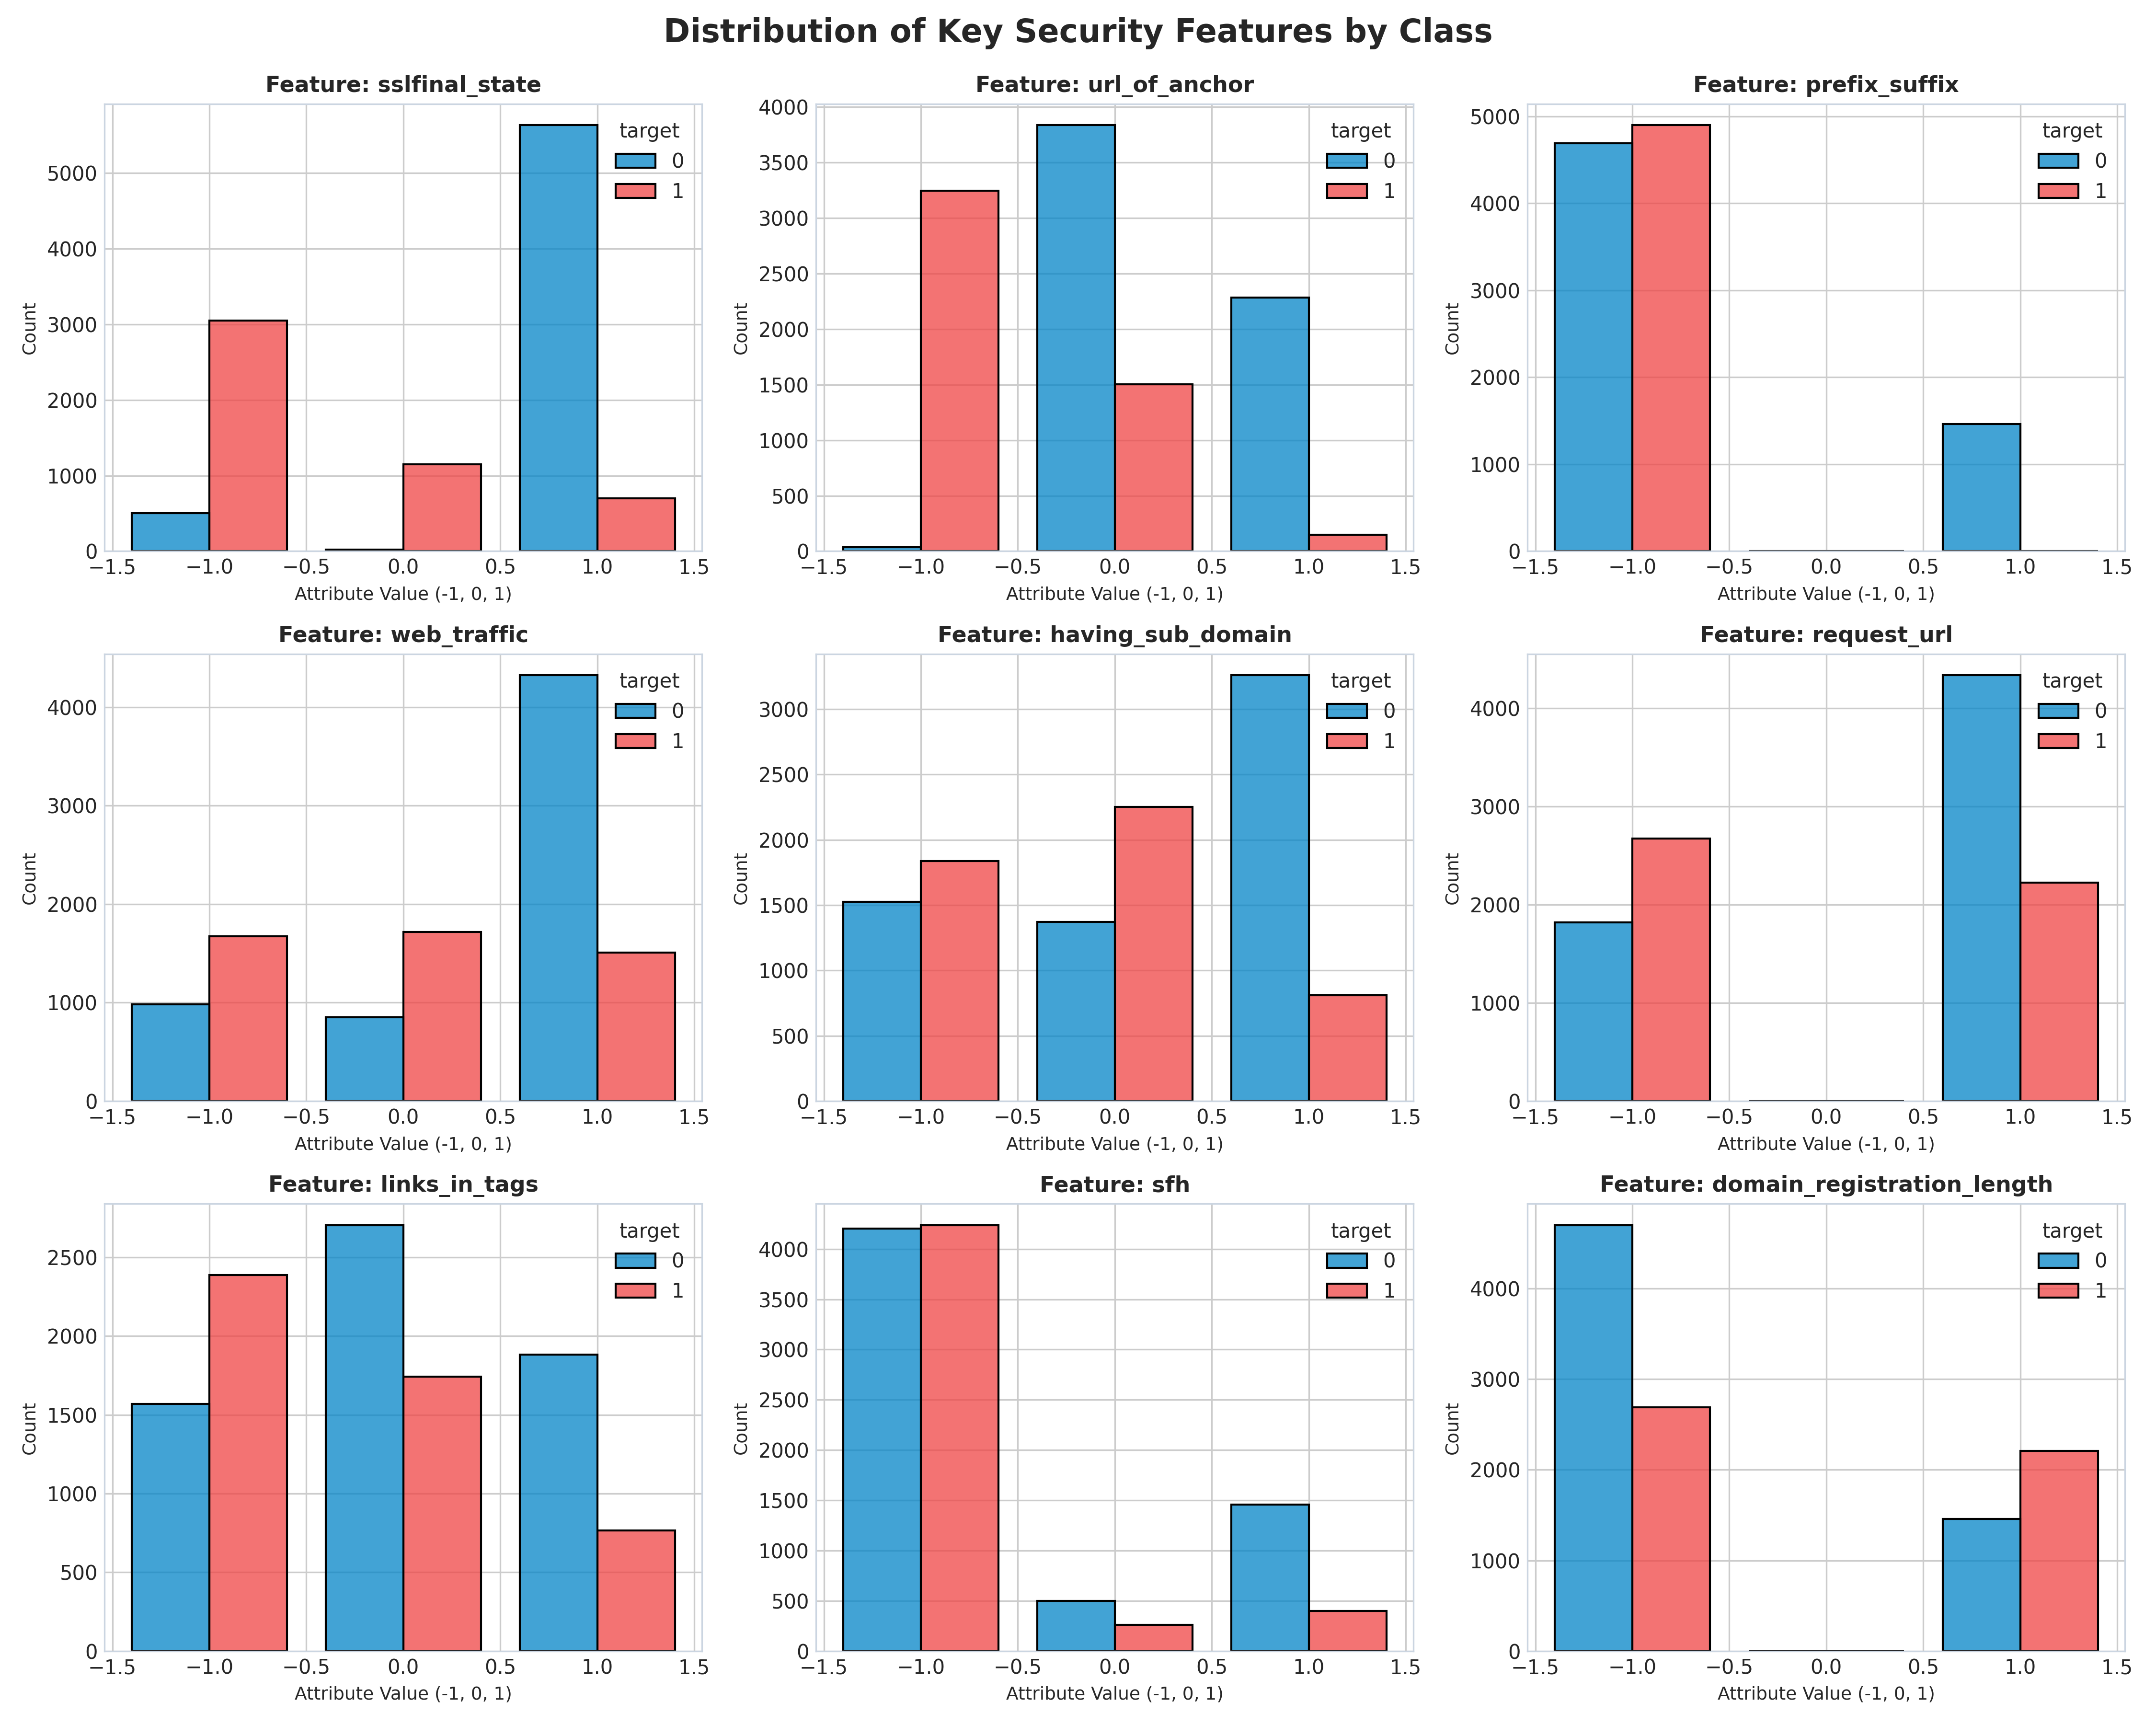 Distribution of Key Security Features by Class
Feature: sslfinal_state
target
0
1
Count
5000
4000
3000
2000
1000
0
−1.5 −1.0 −0.5 0.0 0.5 1.0 1.5
Attribute Value (-1, 0, 1)
Feature: url_of_anchor
target
0
1
Count
4000
3500
3000
2500
2000
1500
1000
500
0
−1.5 −1.0 −0.5 0.0 0.5 1.0 1.5
Attribute Value (-1, 0, 1)
Feature: prefix_suffix
target
0
1
Count
5000
4000
3000
2000
1000
0
−1.5 −1.0 −0.5 0.0 0.5 1.0 1.5
Attribute Value (-1, 0, 1)
Feature: web_traffic
target
0
1
Count
4000
3000
2000
1000
0
−1.5 −1.0 −0.5 0.0 0.5 1.0 1.5
Attribute Value (-1, 0, 1)
Feature: having_sub_domain
target
0
1
Count
3000
2500
2000
1500
1000
500
0
−1.5 −1.0 −0.5 0.0 0.5 1.0 1.5
Attribute Value (-1, 0, 1)
Feature: request_url
target
0
1
Count
4000
3000
2000
1000
0
−1.5 −1.0 −0.5 0.0 0.5 1.0 1.5
Attribute Value (-1, 0, 1)
Feature: links_in_tags
target
0
1
Count
2500
2000
1500
1000
500
0
−1.5 −1.0 −0.5 0.0 0.5 1.0 1.5
Attribute Value (-1, 0, 1)
Feature: sfh
target
0
1
Count
4000
3500
3000
2500
2000
1500
1000
500
0
−1.5 −1.0 −0.5 0.0 0.5 1.0 1.5
Attribute Value (-1, 0, 1)
Feature: domain_registration_length
target
0
1
Count
4000
3000
2000
1000
0
−1.5 −1.0 −0.5 0.0 0.5 1.0 1.5
Attribute Value (-1, 0, 1)